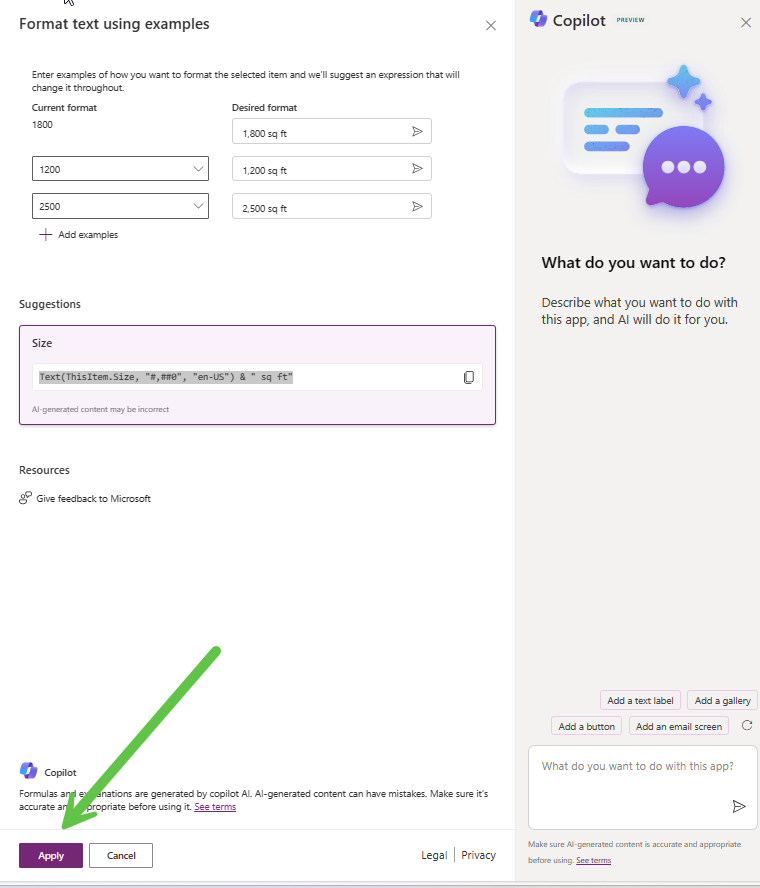 Format text using examples
Enter examples of how you want to format the selected item and we'll suggest an expression that will
change it throughout.
Current format
Desired format
1800
1,800 sq ft
1200
1,200 sq ft
2500
2,500 sq ft
Add examples
Suggestions
Size
Text(ThisItem.Size, "#,##0", "en-US") & " sq ft"
AI-generated content may be incorrect
Resources
Give feedback to Microsoft
Copilot
Formulas and are generated by copilot AI. AI-generated content can have mistakes. Make sure it's
accurate before using it. See terms
Apply
Cancel
Legal
Privacy
Copilot
PREVIEW
What do you want to do?
Describe what you want to do with
this app, and AI will do it for you.
Add a text label
Add a gallery
Add a button
Add an email screen
What do you want to do with this app?
Make sure AI-generated content is accurate and appropriate
before using. See terms